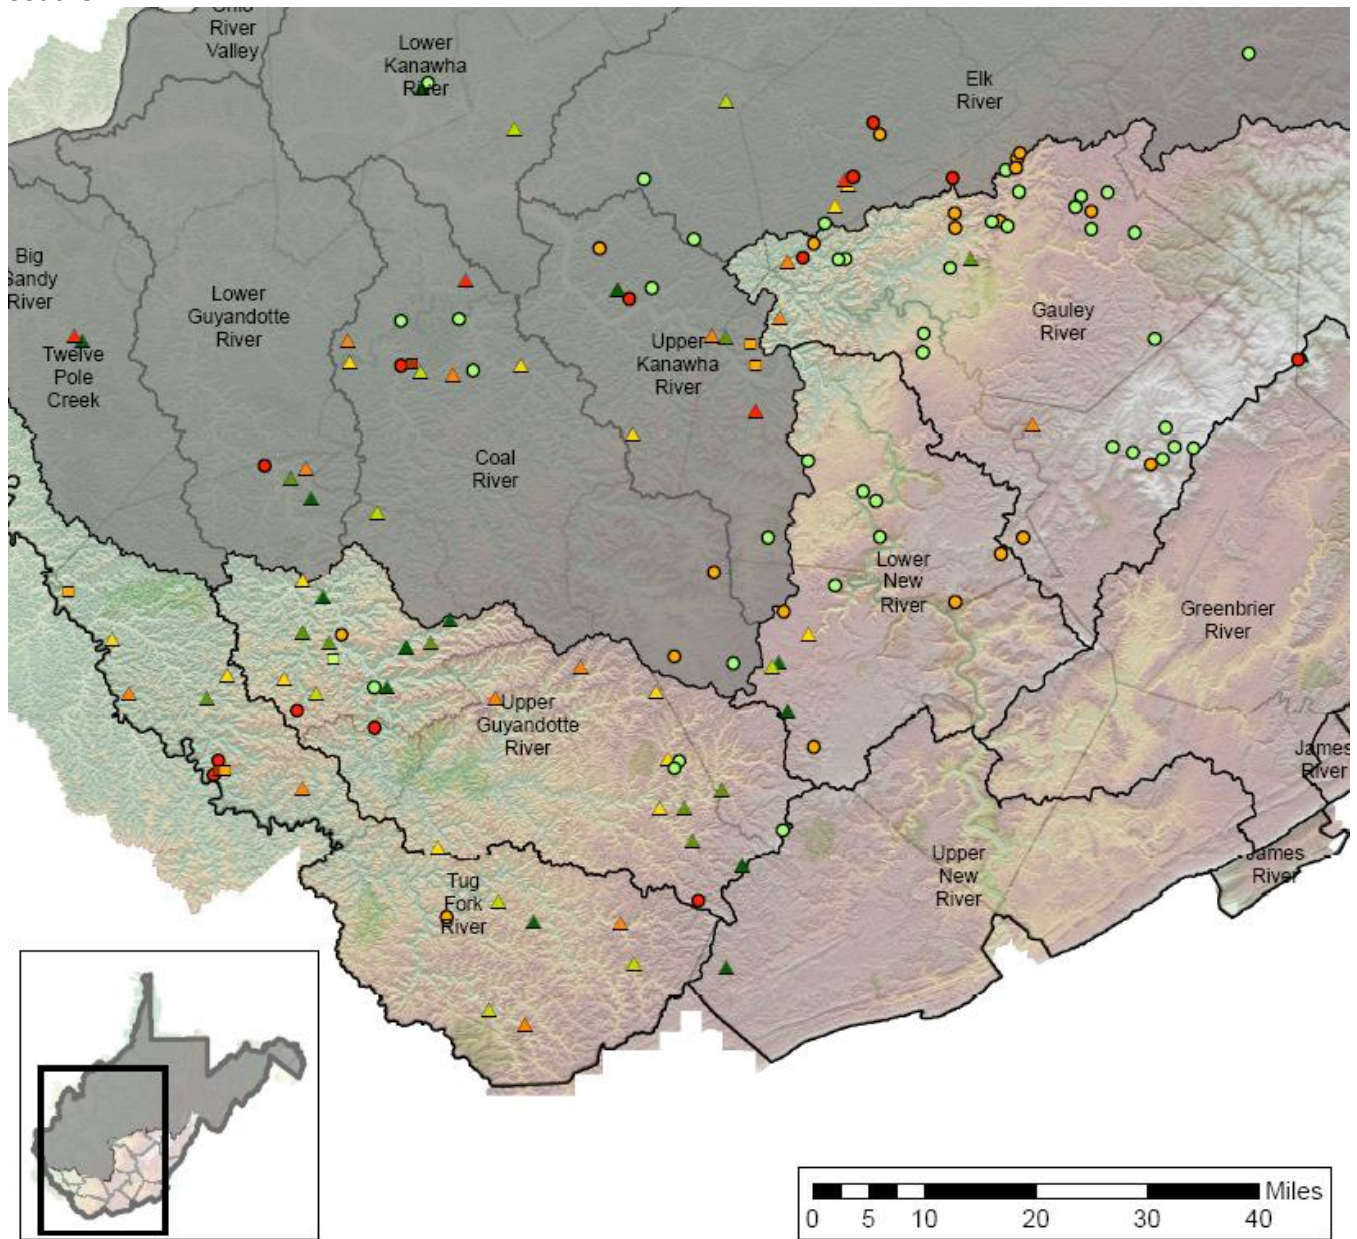 River
Valley
Lower
Kanawha
River
Elk
River
Big
Sandy
River
Lower
Guyandotte
River
Gauley
River
Upper
Kanawha
River
Twelve
Pole
Creek
Coal
River
Lower
New
River
Greenbrier
River
Upper
Guyandotte
River
James
River
Upper
New
River
James
River
Tug
Fork
River
Miles
0 5 10 20 30 40